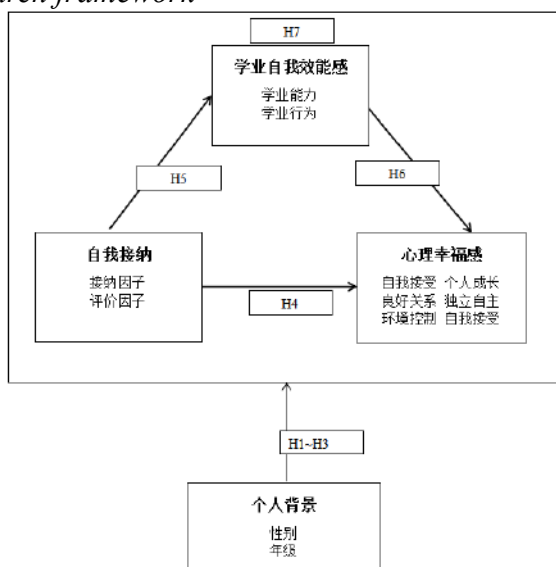 research framework
H7
学业自我效能感
学业能力
学业行为
H5
H6
自我接纳
接纳因子
评价因子
H4
心理幸福感
自我接受 个人成长
良好关系 独立自主
环境控制 自我接受
H1~H3
个人背景
性别
年级